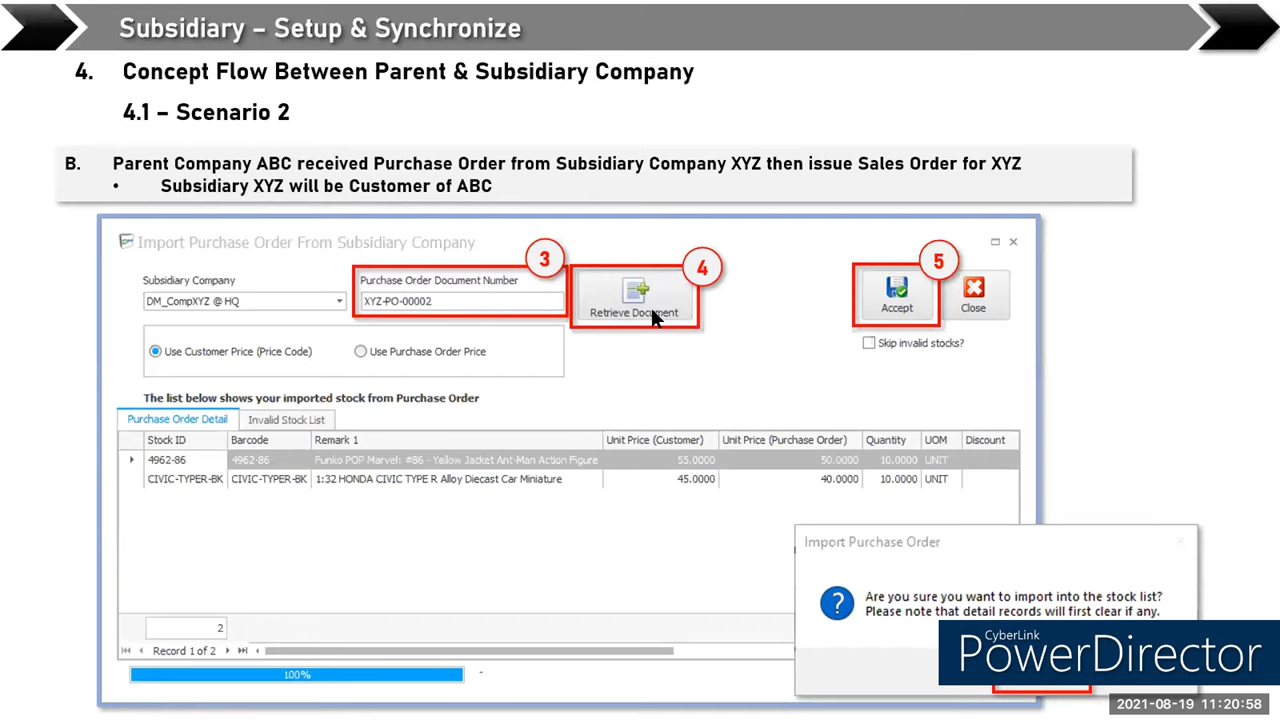 Subsidiary – Setup & Synchronize
4. Concept Flow Between Parent & Subsidiary Company
4.1 – Scenario 2
B. Parent Company ABC received Purchase Order from Subsidiary Company XYZ then issue Sales Order for XYZ
• Subsidiary XYZ will be Customer of ABC
Import Purchase Order From Subsidiary Company
3
4
5
Subsidiary Company
Purchase Order Document Number
DM_CompXYZ @ HQ
XYZ-PO-00002
Retrieve Document
Accept
Close
Skip invalid stocks?
Use Customer Price (Price Code)
Use Purchase Order Price
The list below shows your imported stock from Purchase Order
Purchase Order Detail Invalid Stock List
Stock ID Barcode Remark 1 Unit Price (Customer) Unit Price (Purchase Order) Quantity UOM Discount
4962-86 4962-86 Funko POP Marvel: #86 - Yellow Jacket Ant-Man Action Figure 55.0000 50.0000 10.0000 UNIT
CIVIC-TYPER-BK CIVIC-TYPER-BK 1:32 HONDA CIVIC TYPE R Alloy Diecast Car Miniature 45.0000 40.0000 10.0000 UNIT
2
Record 1 of 2
100%
-
Import Purchase Order
Are you sure you want to import into the stock list?
Please note that detail records will first clear if any.
CyberLink
PowerDirector
2021-08-19 11:20:58